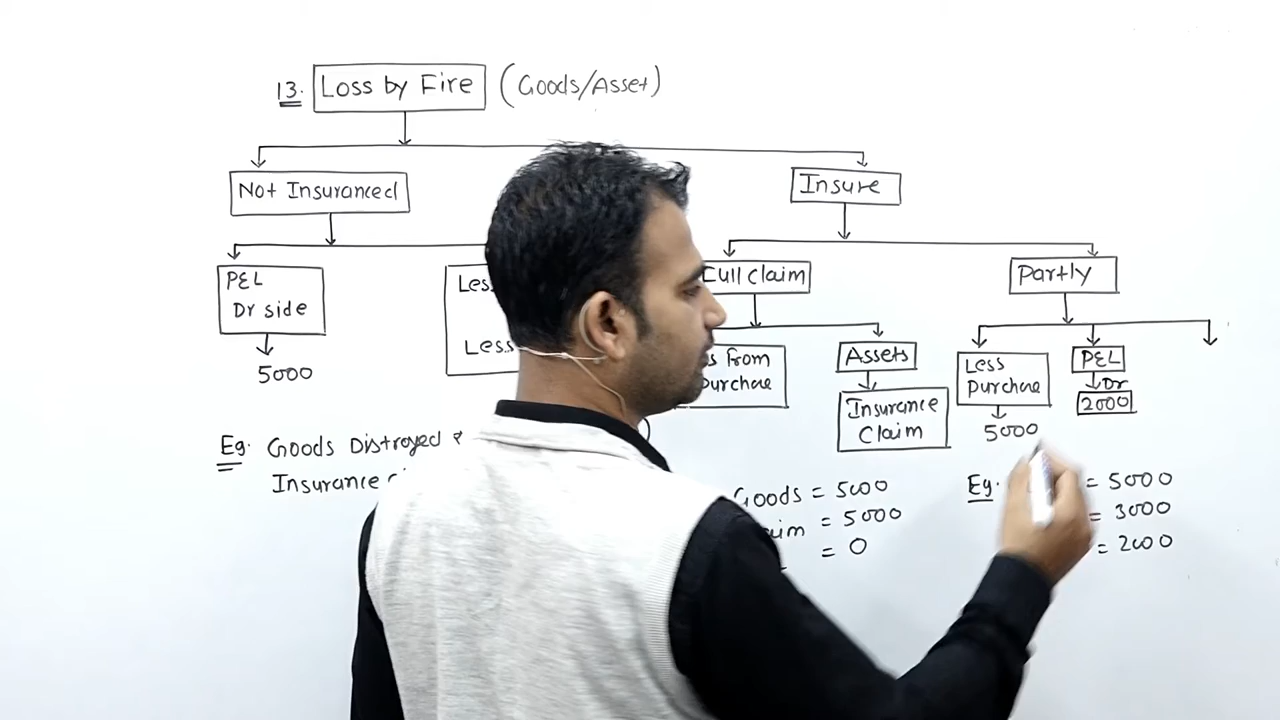 13. Loss by Fire (Goods/Asset)
Not Insuranced
Insure
P&L
Dr side
5000
Less
Less
Full Claim
Partly
From
purchase
Assets
Insurance
Claim
Less
purchase
5000
P&L
Dr
2000
Eg. Goods Distroyed
Insurance
Goods = 5000
= 5000
= 0
Eg. = 5000
= 3000
= 2000